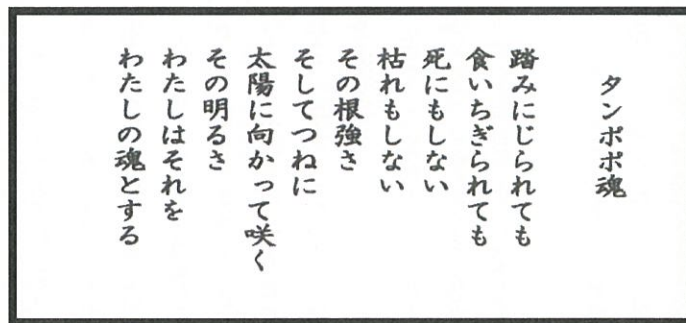 タンポポ魂
踏みにじられても
食いちぎられても
死にもしない
枯れもしない
その根強さ
そしてつねに
太陽に向かって咲く
その明るさ
わたしはそれを
わたしの魂とする